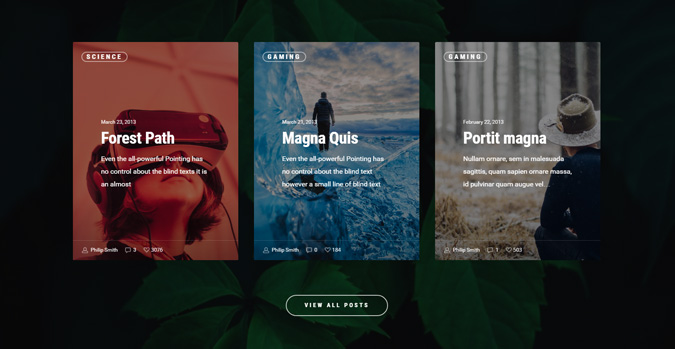 SCIENCE
March 23, 2013
Forest Path
Even the all-powerful Pointing has
no control about the blind texts it is
an almost
Philip Smith 3 3076
GAMING
March 23, 2013
Magna Quis
Even the all-powerful Pointing has
no control about the blind text
however a small line of blind text
Philip Smith 0 184
GAMING
February 22, 2013
Portit magna
Nullam ornare, sem in malesuada
sagittis, quam sapien ornare massa,
id pulvinar quam augue vel...
Philip Smith 1 503
VIEW ALL POSTS